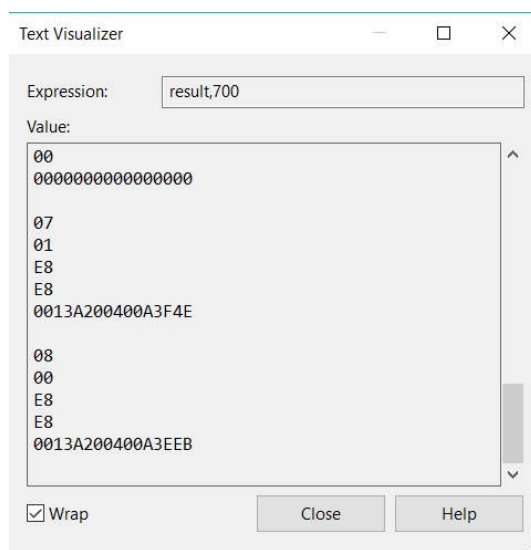 Text Visualizer
Expression: result,700
Value:
00
0000000000000000
07
01
E8
E8
0013A200400A3F4E
08
00
E8
E8
0013A200400A3EEB
Wrap Close Help